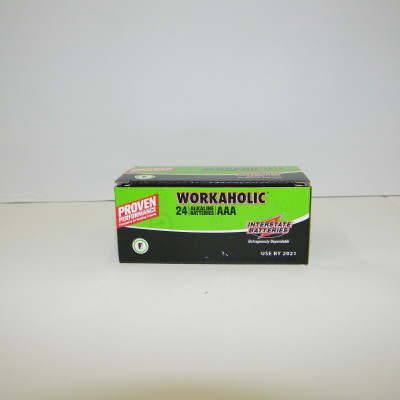 WORKAHOLIC
24 ALKALINE BATTERIES AAA
PROVEN
PERFORMANCE
INTERSTATE
BATTERIES
Outrageously Dependable
USE BY 2021